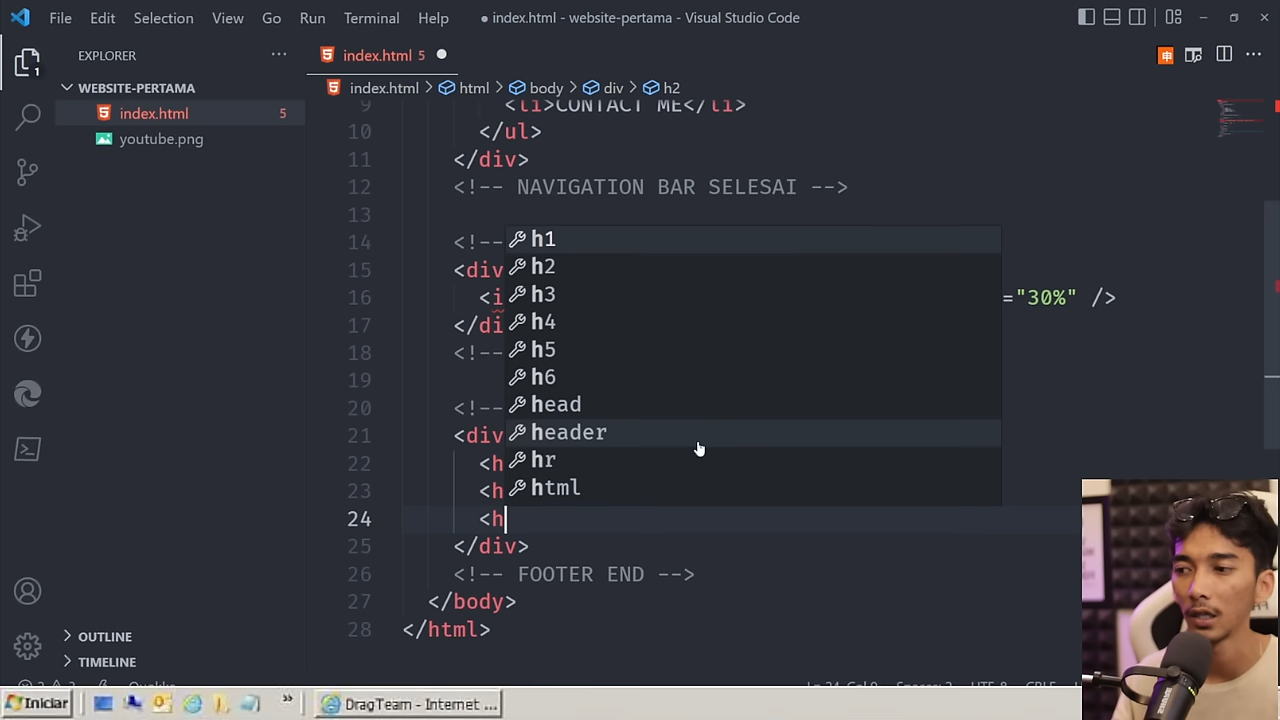 File Edit Selection View Go Run Terminal Help ● index.html - website-pertama - Visual Studio Code
EXPLORER
index.html 5
WEBSITE-PERTAMA
index.html 5
youtube.png
index.html > html > body > div > h2
9 <li>CONTACT ME</li>
10 </ul>
11 </div>
12 <!-- NAVIGATION BAR SELESAI -->
13
14 <!--
15 <div
16 <i ="30%" />
17 </di
18 <!--
19
20 <!--
21 <div
22 <h
23 <h
24 <h
25 </div>
26 <!-- FOOTER END -->
27 </body>
28 </html>
h1
h2
h3
h4
h5
h6
head
header
hr
html
1
OUTLINE
TIMELINE
Iniciar
DragTeam - Internet ...